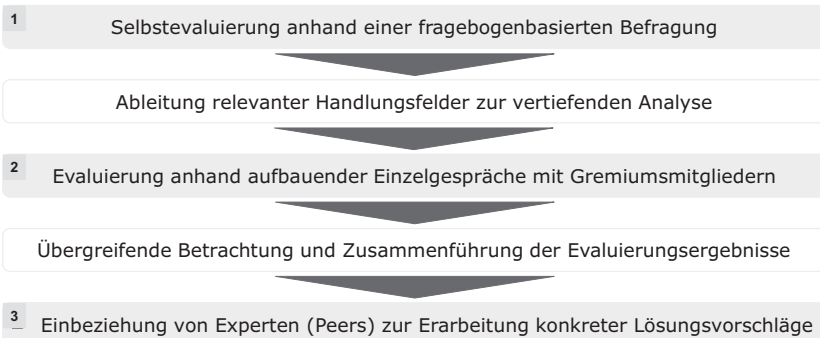 1
Selbstevaluierung anhand einer fragebogenbasierten Befragung
Ableitung relevanter Handlungsfelder zur vertiefenden Analyse
2
Evaluierung anhand aufbauender Einzelgespräche mit Gremiumsmitgliedern
Übergreifende Betrachtung und Zusammenführung der Evaluierungsergebnisse
3
Einbeziehung von Experten (Peers) zur Erarbeitung konkreter Lösungsvorschläge